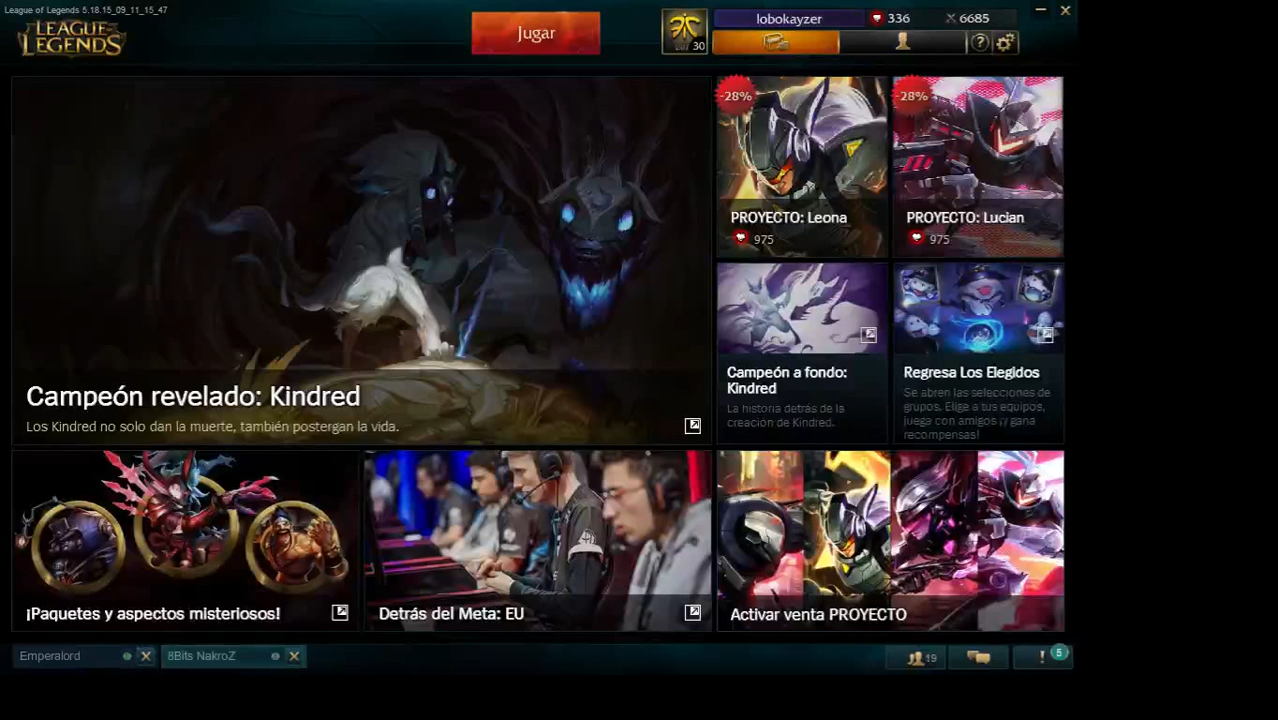 League of Legends 5.18.15_09_11_15_47
LEAGUE OF LEGENDS
Jugar
30
lobokayzer
336
6685
?
-28%
PROYECTO: Leona
975
-28%
PROYECTO: Lucian
975
Campeón revelado: Kindred
Los Kindred no solo dan la muerte, también postergan la vida.
Campeón a fondo:
Kindred
La historia detrás de la
creación de Kindred.
Regresa Los Elegidos
Se abren las selecciones de
grupos. Elige a tus equipos,
juega con amigos ¡y gana
recompensas!
¡Paquetes y aspectos misteriosos!
Detrás del Meta: EU
Activar venta PROYECTO
Emperalord
8Bits NakroZ
19
!
5